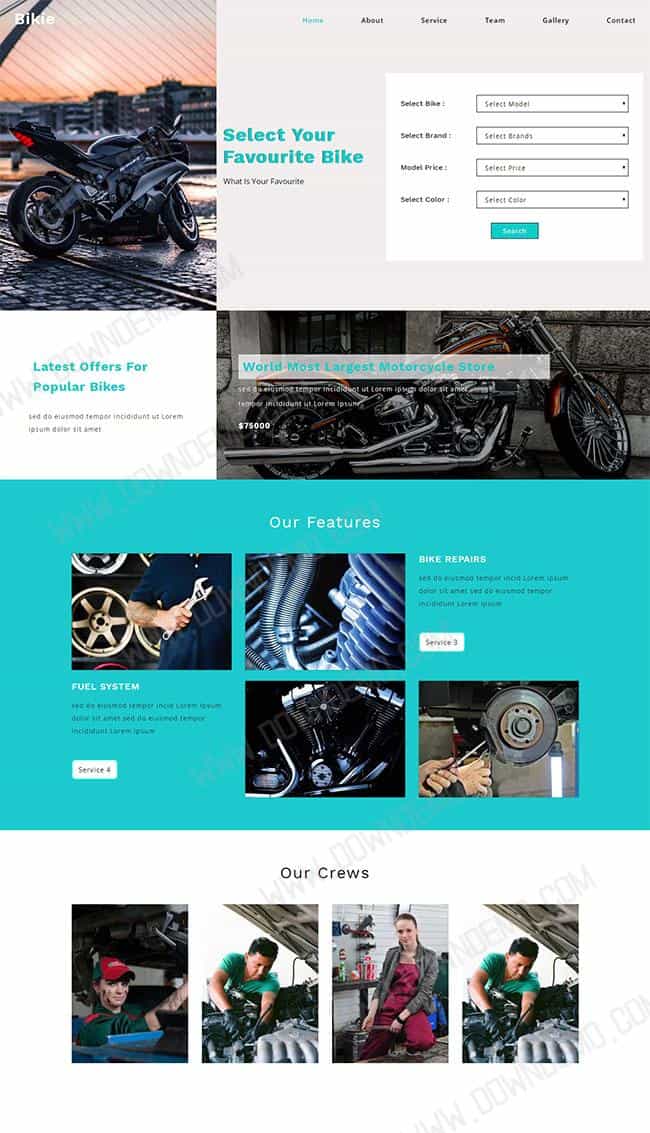 Bikie
Home About Service Team Gallery Contact
Select Your
Favourite Bike
What Is Your Favourite
Select Bike : Select Model
Select Brand : Select Brands
Model Price : Select Price
Select Color : Select Color
Search
Latest Offers For
Popular Bikes
sed do eiusmod tempor incididunt ut Lorem
ipsum dolor sit amet
World Most Largest Motorcycle Store
sed do eiusmod tempor incididunt ut Lorem ipsum dolor sit amet sed do eiusmod
tempor incididunt ut Lorem ipsum
$75000
Our Features
BIKE REPAIRS
sed do eiusmod tempor incid Lorem ipsum
dolor sit amet sed do eiusmod tempor
incididunt Lorem ipsum
Service 3
FUEL SYSTEM
sed do eiusmod tempor incid Lorem ipsum
dolor sit amet sed do eiusmod tempor
incididunt Lorem ipsum
Service 4
Our Crews
WWW.DOWNDEMO.COM